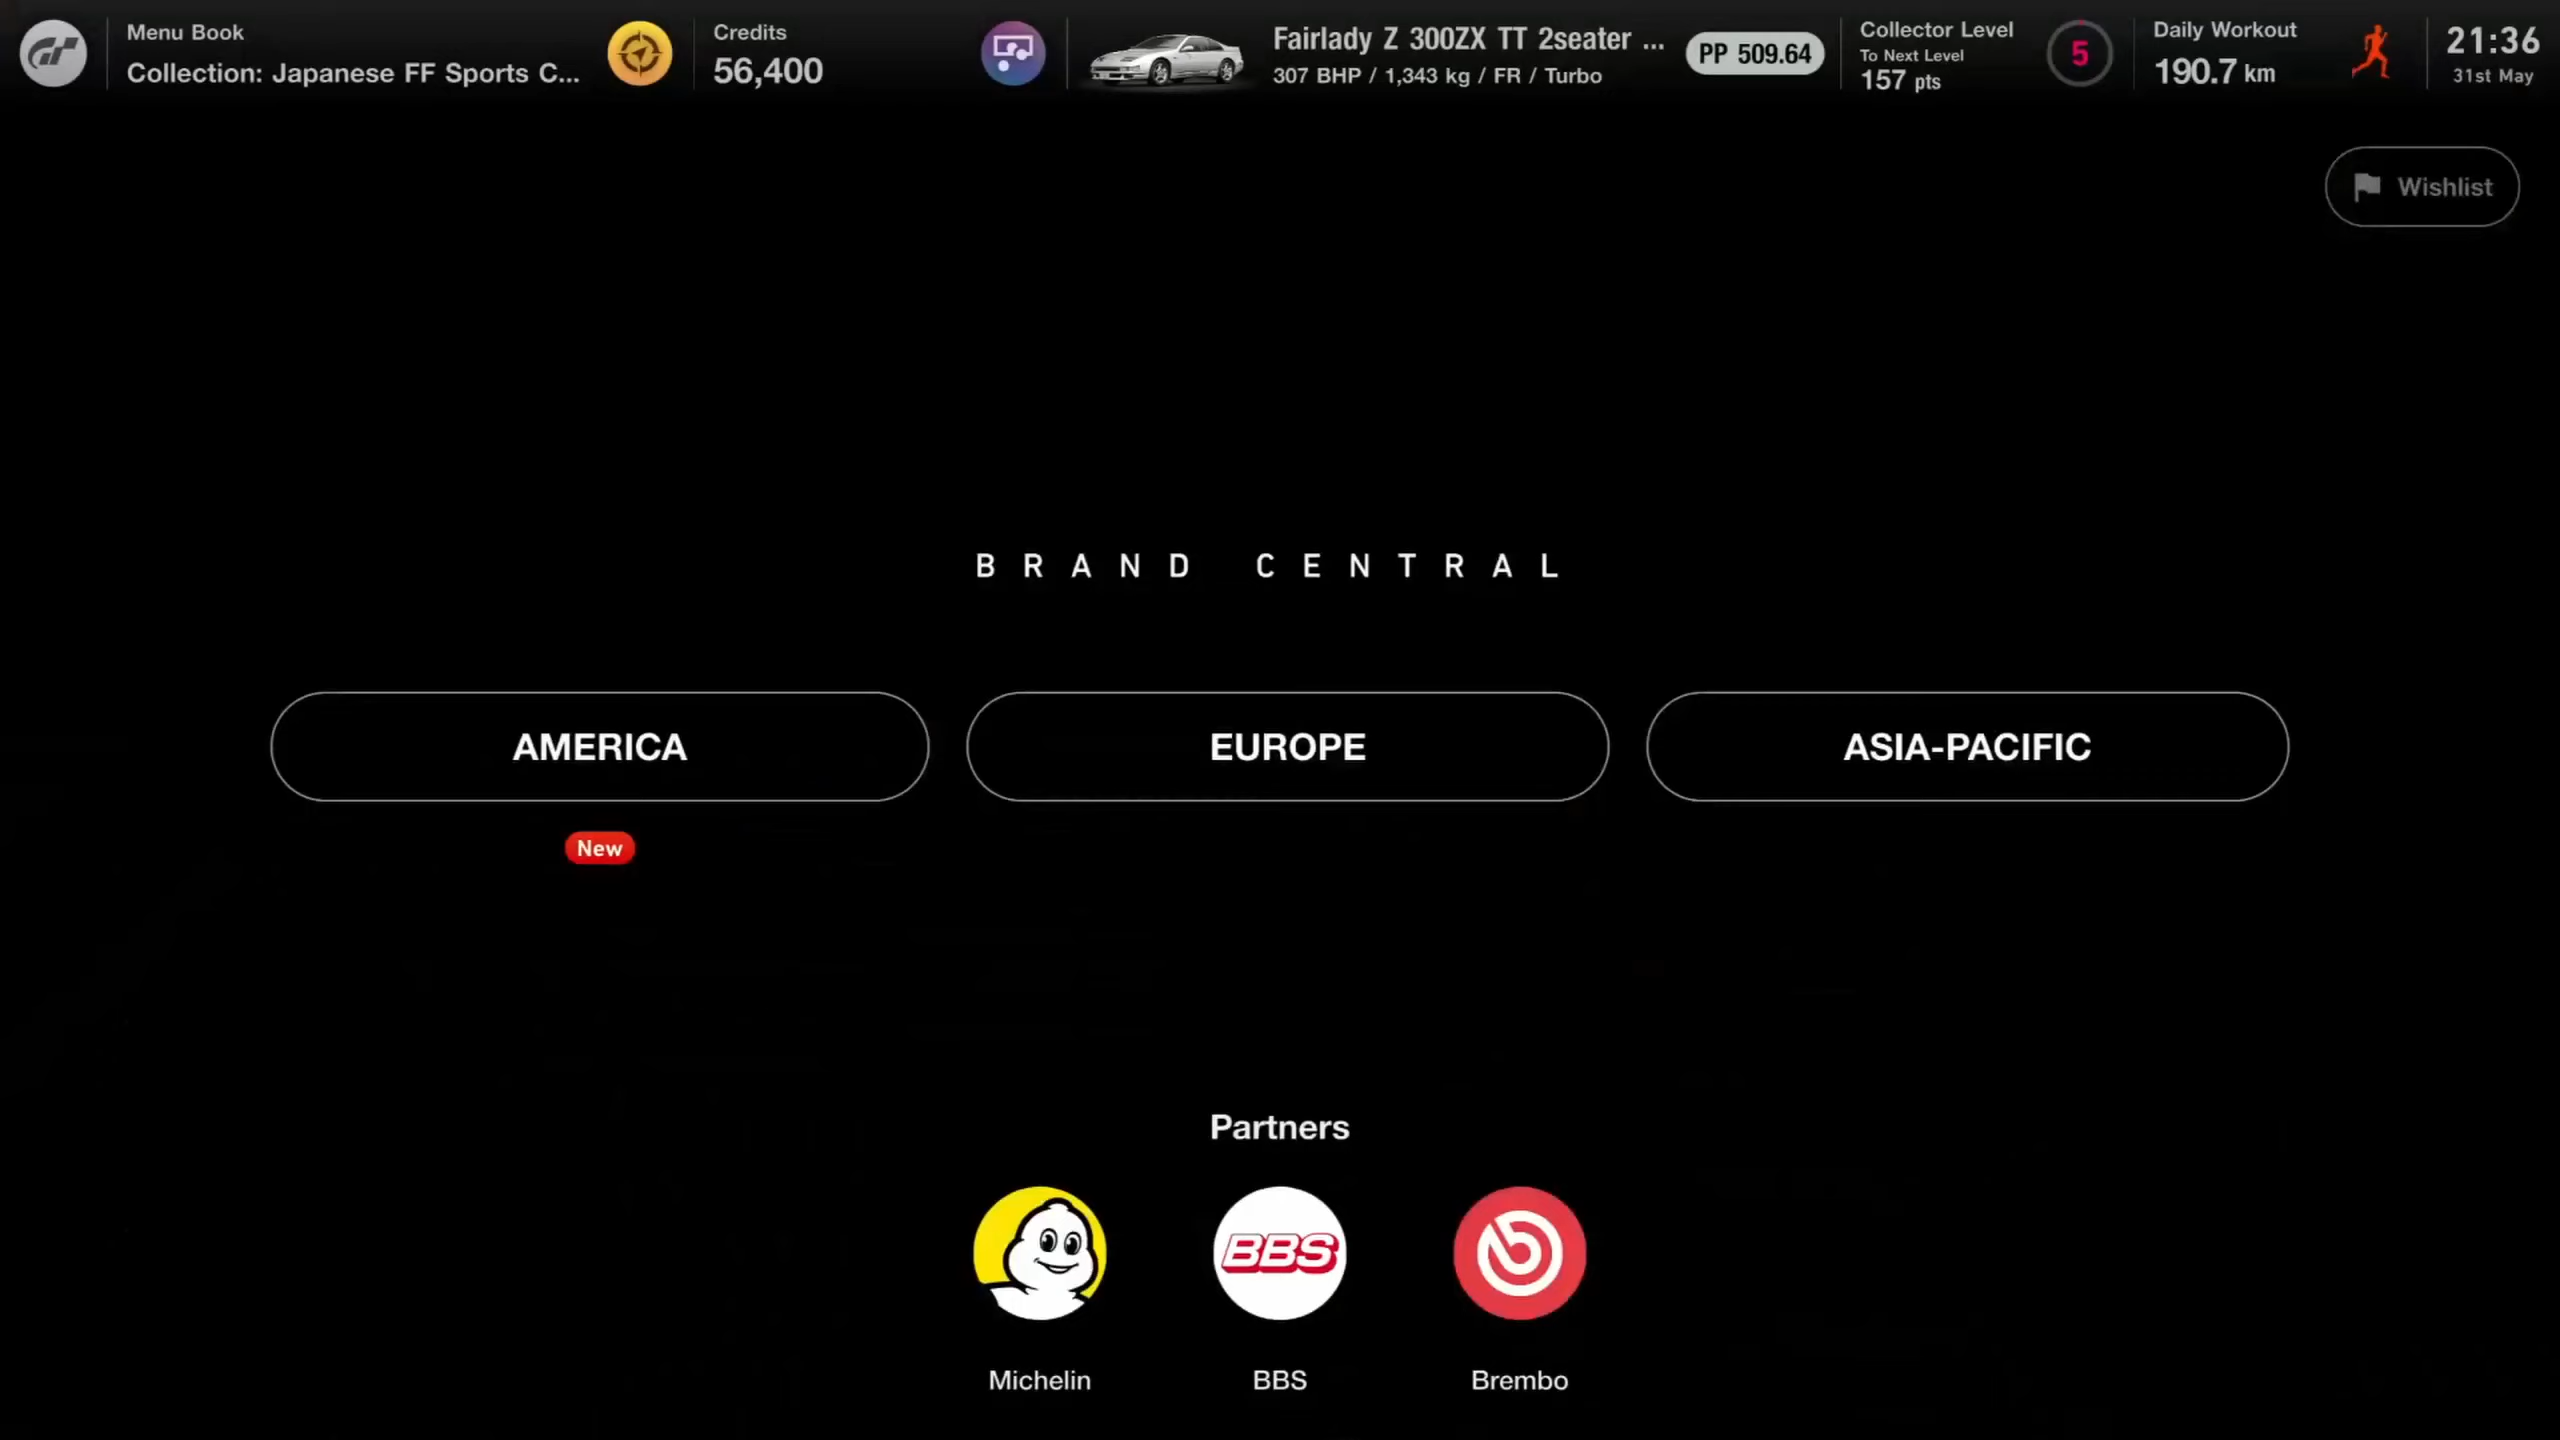 Menu Book
Collection: Japanese FF Sports C...
Credits
56,400
Fairlady Z 300ZX TT 2seater ...
307 BHP / 1,343 kg / FR / Turbo
PP 509.64
Collector Level
To Next Level
157 pts
5
Daily Workout
190.7 km
21:36
31st May
Wishlist
BRAND CENTRAL
AMERICA
EUROPE
ASIA-PACIFIC
New
Partners
BBS
Michelin
BBS
Brembo